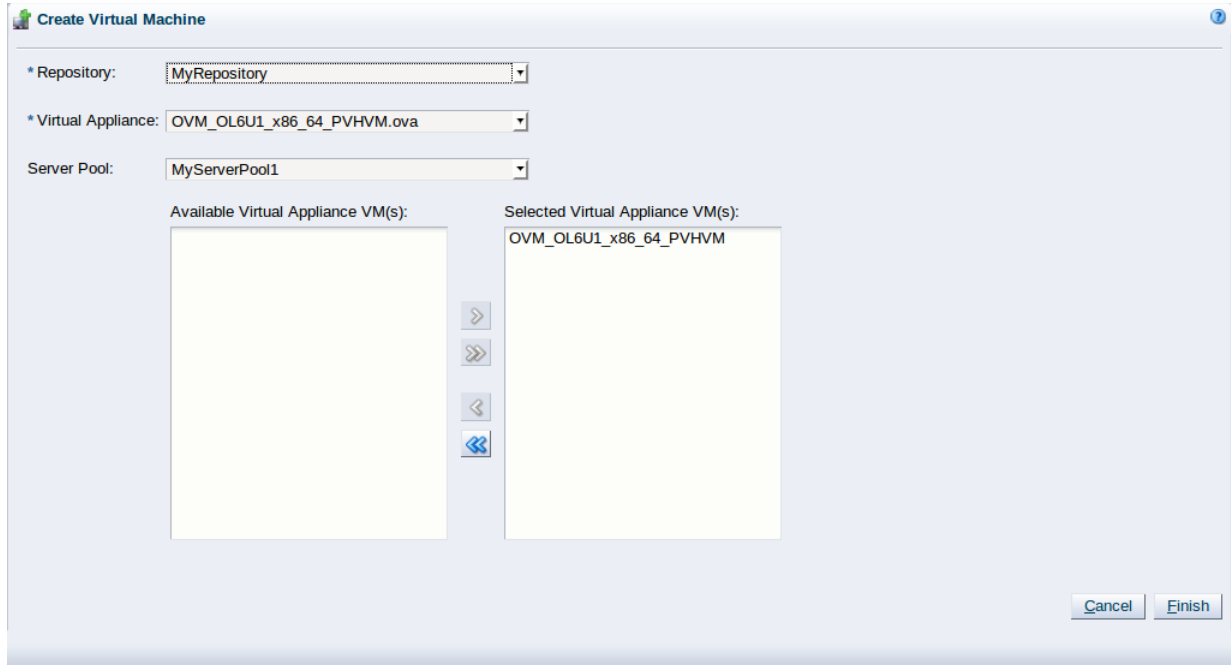 Create Virtual Machine
* Repository: MyRepository
* Virtual Appliance: OVM_OL6U1_x86_64_PVHVM.ova
Server Pool: MyServerPool1
Available Virtual Appliance VM(s): Selected Virtual Appliance VM(s):
OVM_OL6U1_x86_64_PVHVM
Cancel Finish